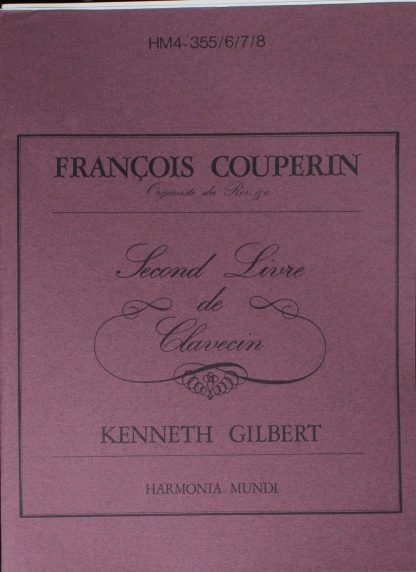 HM4-355/6/7/8
FRANÇOIS COUPERIN
Organiste du Roi &c.
Second Livre
de
Clavecin
KENNETH GILBERT
HARMONIA MUNDI